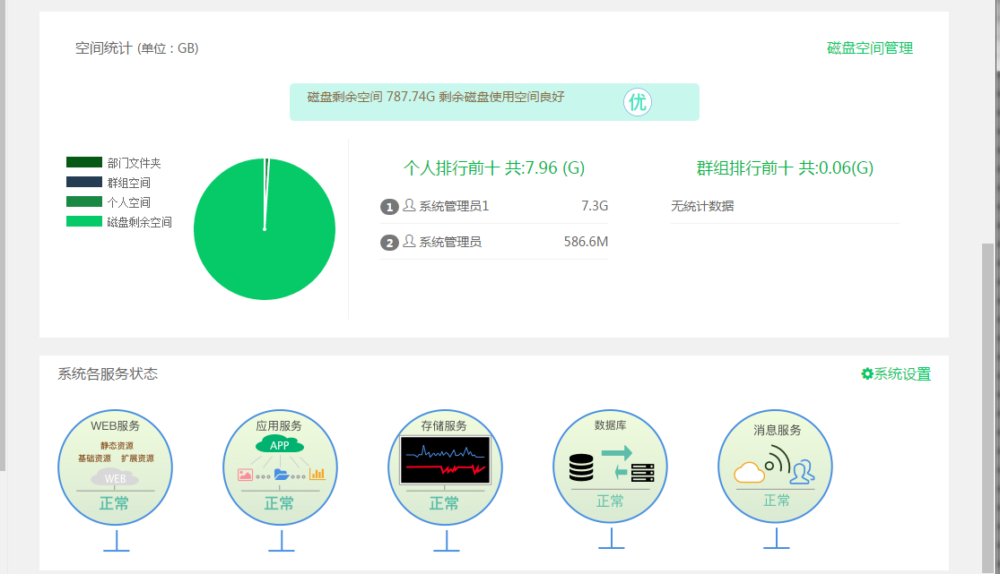 空间统计 (单位：GB)
磁盘空间管理
磁盘剩余空间 787.74G 剩余磁盘使用空间良好
优
部门文件夹
群组空间
个人空间
磁盘剩余空间
个人排行前十 共:7.96 (G)
1 系统管理员1 7.3G
2 系统管理员 586.6M
群组排行前十 共:0.06(G)
无统计数据
系统各服务状态
系统设置
WEB服务
静态资源
基础资源 扩展资源
WEB
正常
应用服务
APP
正常
存储服务
正常
数据库
正常
消息服务
正常